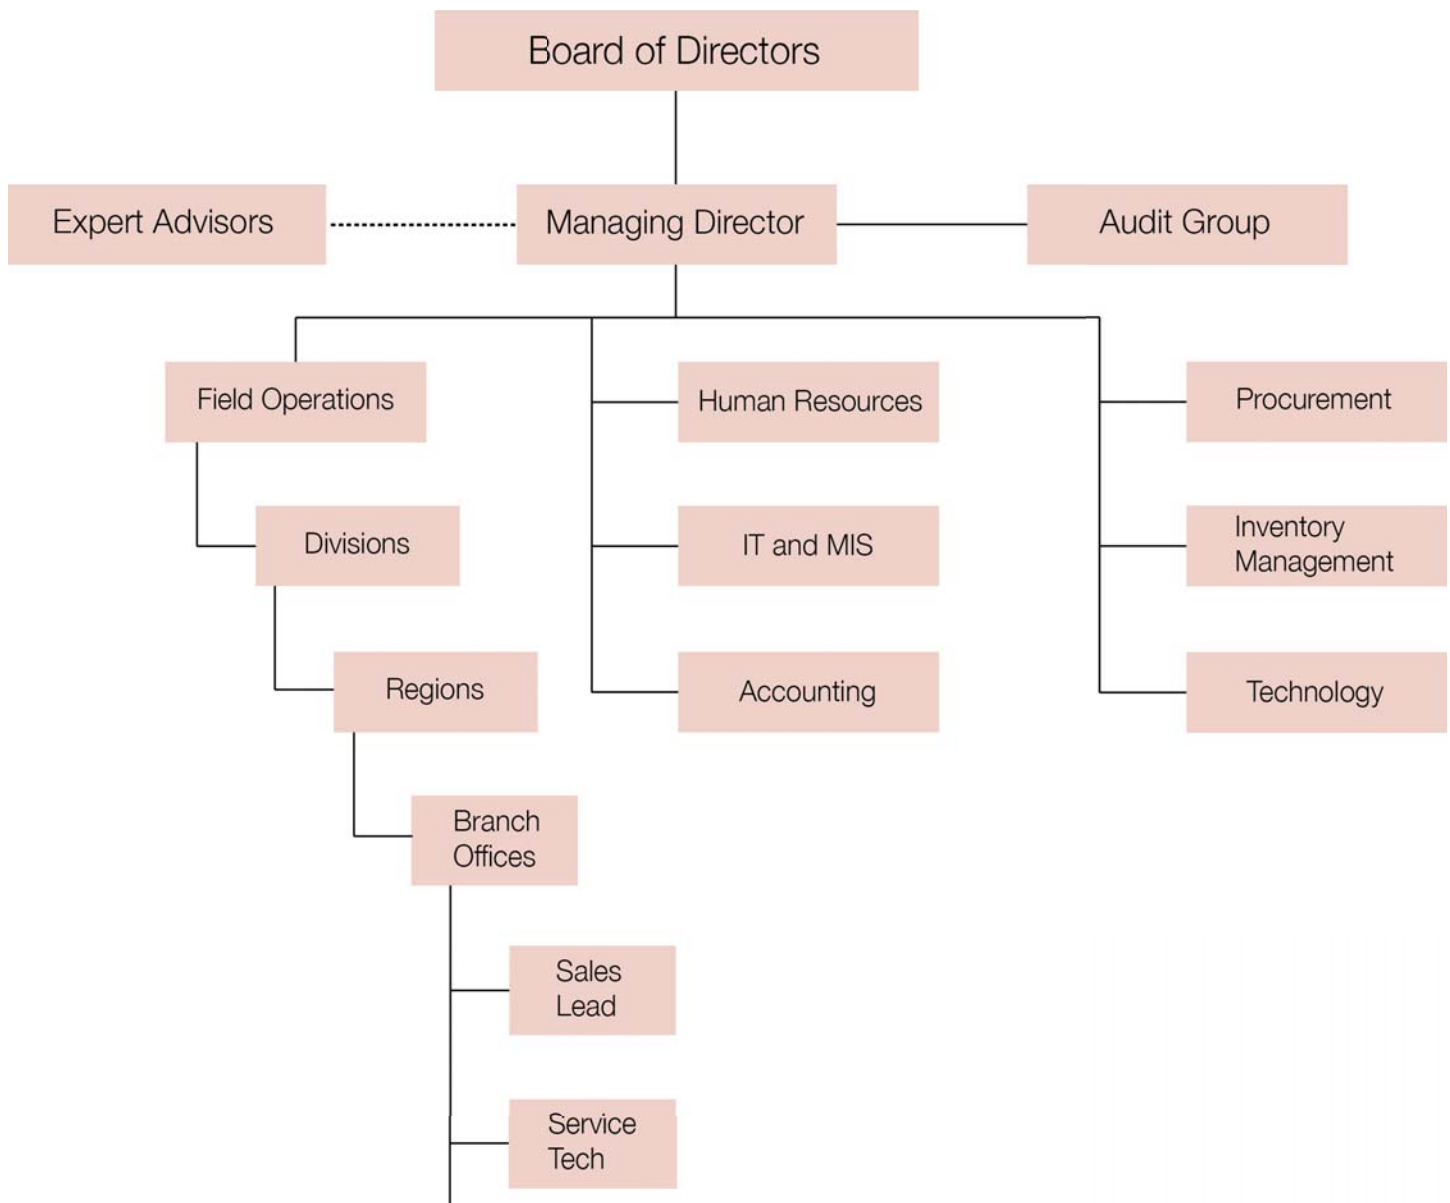 Board of Directors
Expert Advisors
Managing Director
Audit Group
Field Operations
Human Resources
Procurement
Divisions
IT and MIS
Inventory
Management
Regions
Accounting
Technology
Branch
Offices
Sales
Lead
Service
Tech